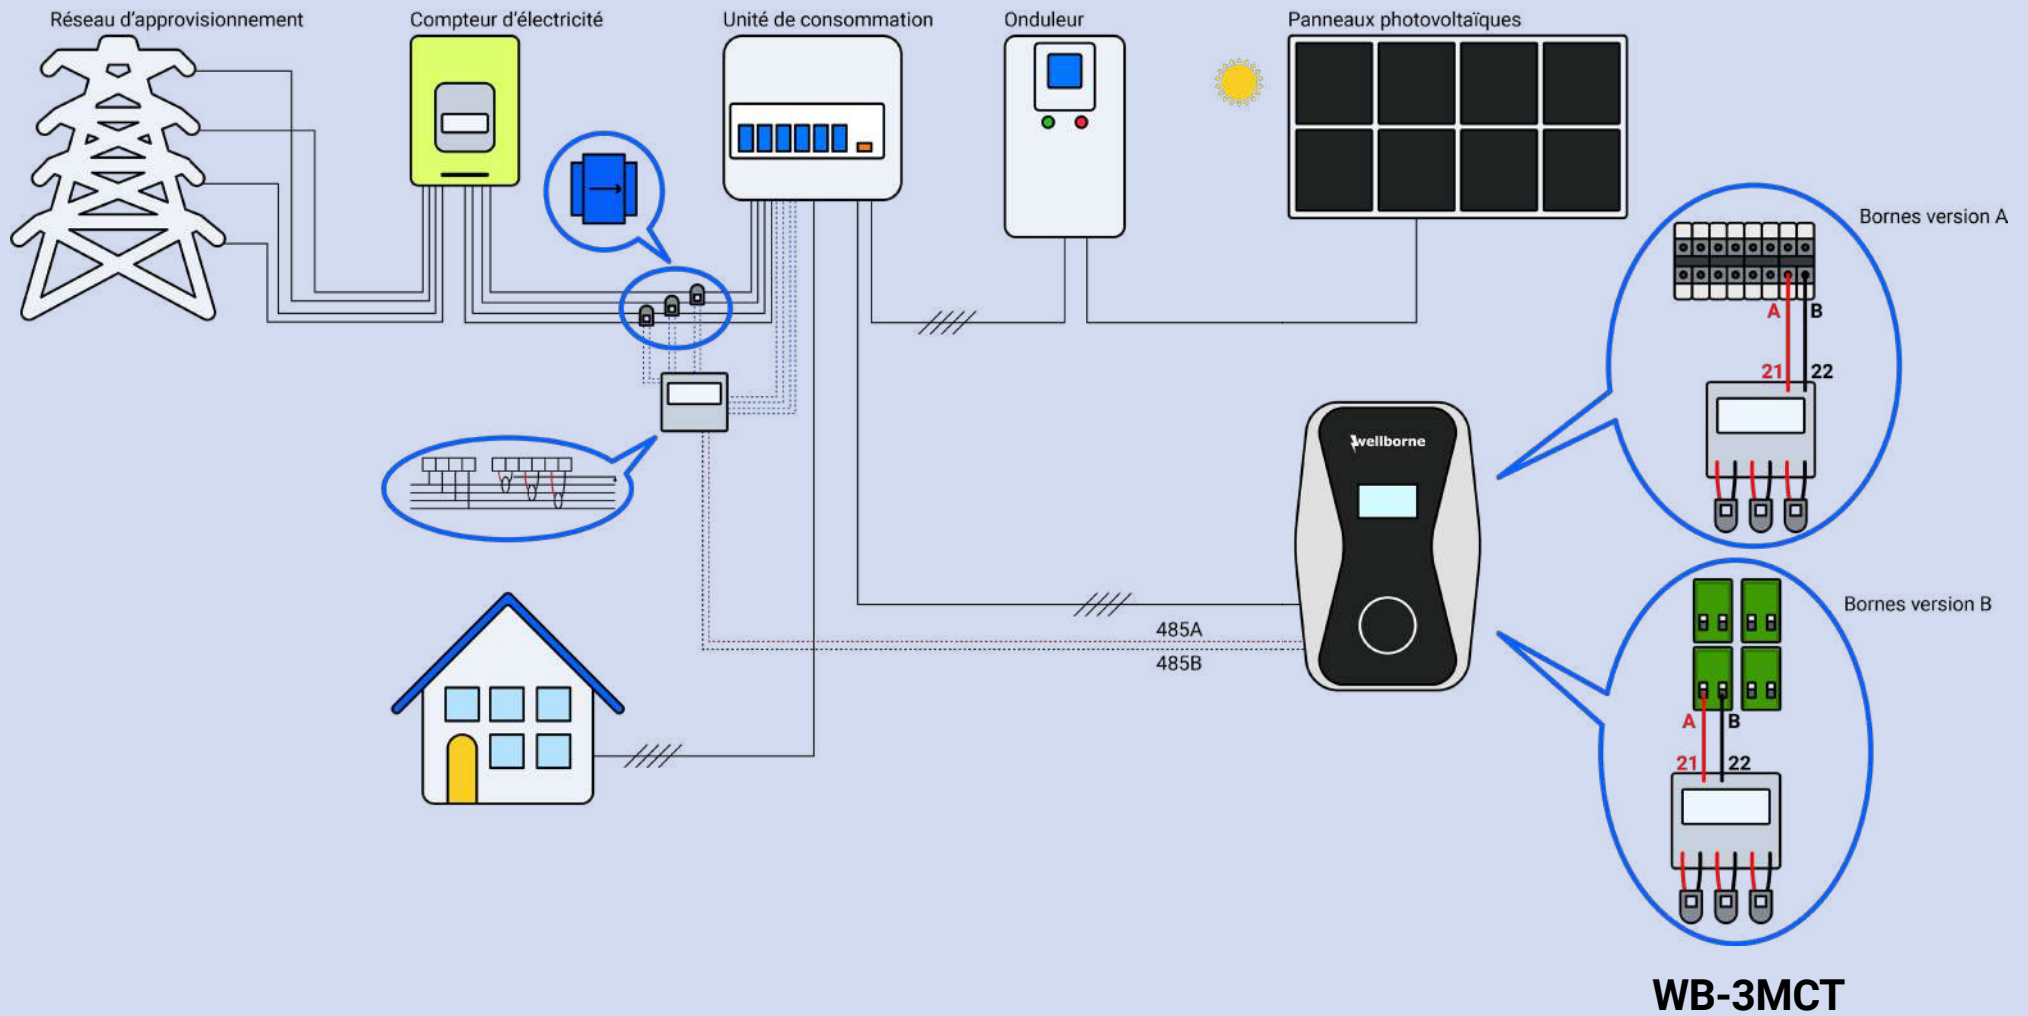 Réseau d'approvisionnement
Compteur d'électricité
Unité de consommation
Onduleur
Panneaux photovoltaïques
Bornes version A
A B
21 22
wellborne
Bornes version B
485A
485B
A B
21 22
WB-3MCT